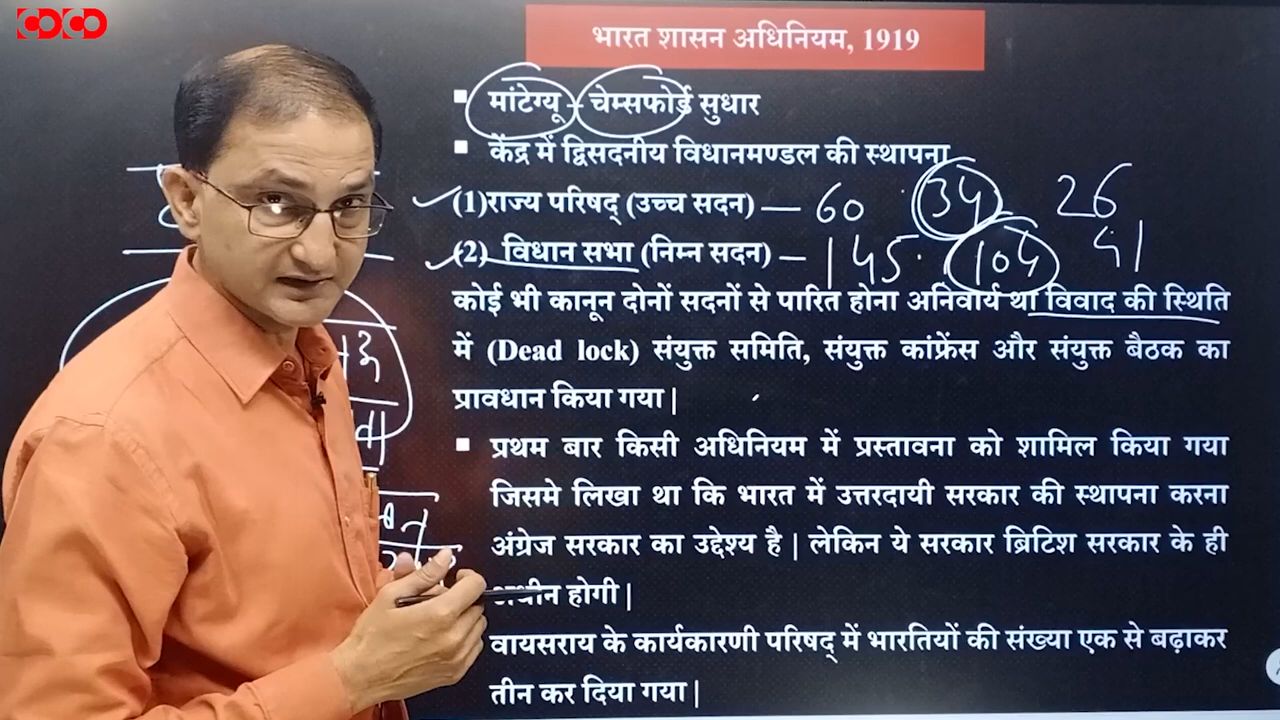 COCO
भारत शासन अधिनियम, 1919
▪ मांटेग्यू - चेम्सफोर्ड सुधार
▪ केंद्र में द्विसदनीय विधानमण्डल की स्थापना
(1)राज्य परिषद् (उच्च सदन) — 60 34 26
(2) विधान सभा (निम्न सदन) — 145 104 41
कोई भी कानून दोनों सदनों से पारित होना अनिवार्य था विवाद की स्थिति
में (Dead lock) संयुक्त समिति, संयुक्त कांफ्रेंस और संयुक्त बैठक का
प्रावधान किया गया |
▪ प्रथम बार किसी अधिनियम में प्रस्तावना को शामिल किया गया
जिसमे लिखा था कि भारत में उत्तरदायी सरकार की स्थापना करना
अंग्रेज सरकार का उद्देश्य है | लेकिन ये सरकार ब्रिटिश सरकार के ही
अधीन होगी |
वायसराय के कार्यकारणी परिषद् में भारतियों की संख्या एक से बढ़ाकर
तीन कर दिया गया |